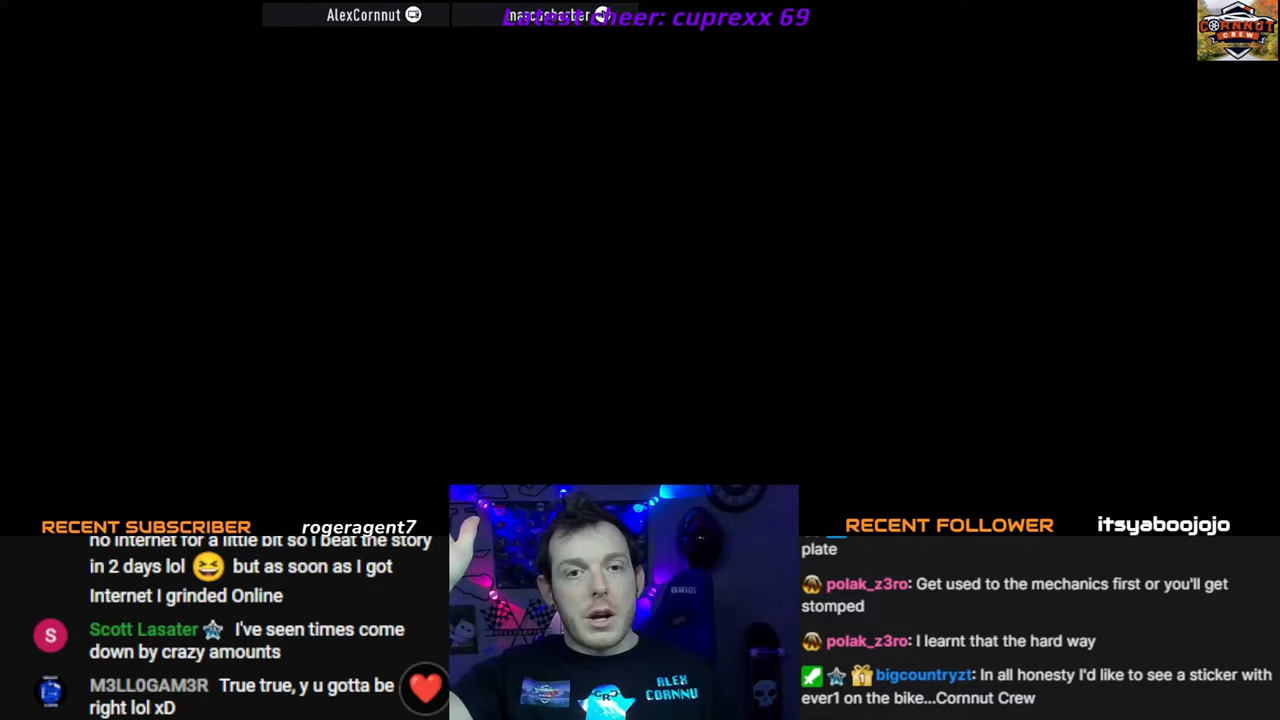 AlexCornnut
Latest cheer: cuprexx 69
CORNNUT
CREW
RECENT SUBSCRIBER rogeragent7
no internet for a little bit so I beat the story
in 2 days lol 😆 but as soon as I got
Internet I grinded Online
S Scott Lasater I've seen times come
down by crazy amounts
M3LL0GAM3R True true, y u gotta be
right lol xD
BRIDE
CRC
ALEX
CORNNU
RECENT FOLLOWER itsyaboojojo
plate
polak_z3ro: Get used to the mechanics first or you'll get
stomped
polak_z3ro: I learnt that the hard way
bigcountryzt: In all honesty I'd like to see a sticker with
ever1 on the bike...Cornnut Crew